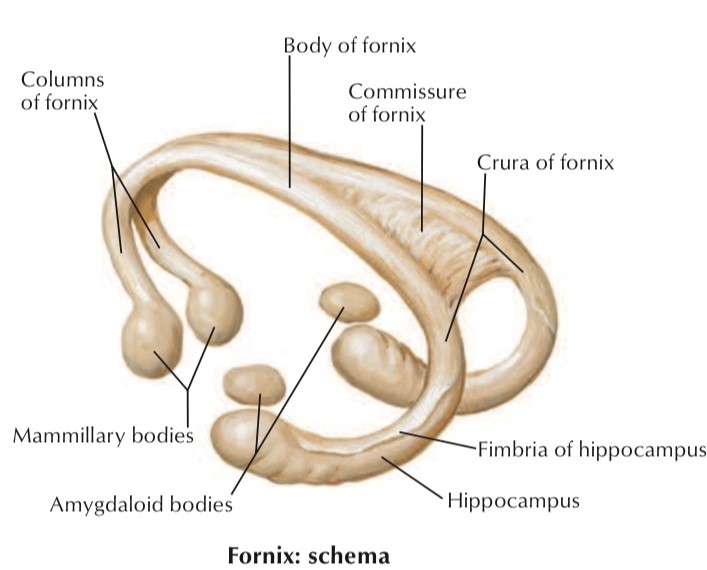 Body of fornix
Columns
of fornix
Commissure
of fornix
Crura of fornix
Mammillary bodies
Fimbria of hippocampus
Amygdaloid bodies
Hippocampus
Fornix: schema